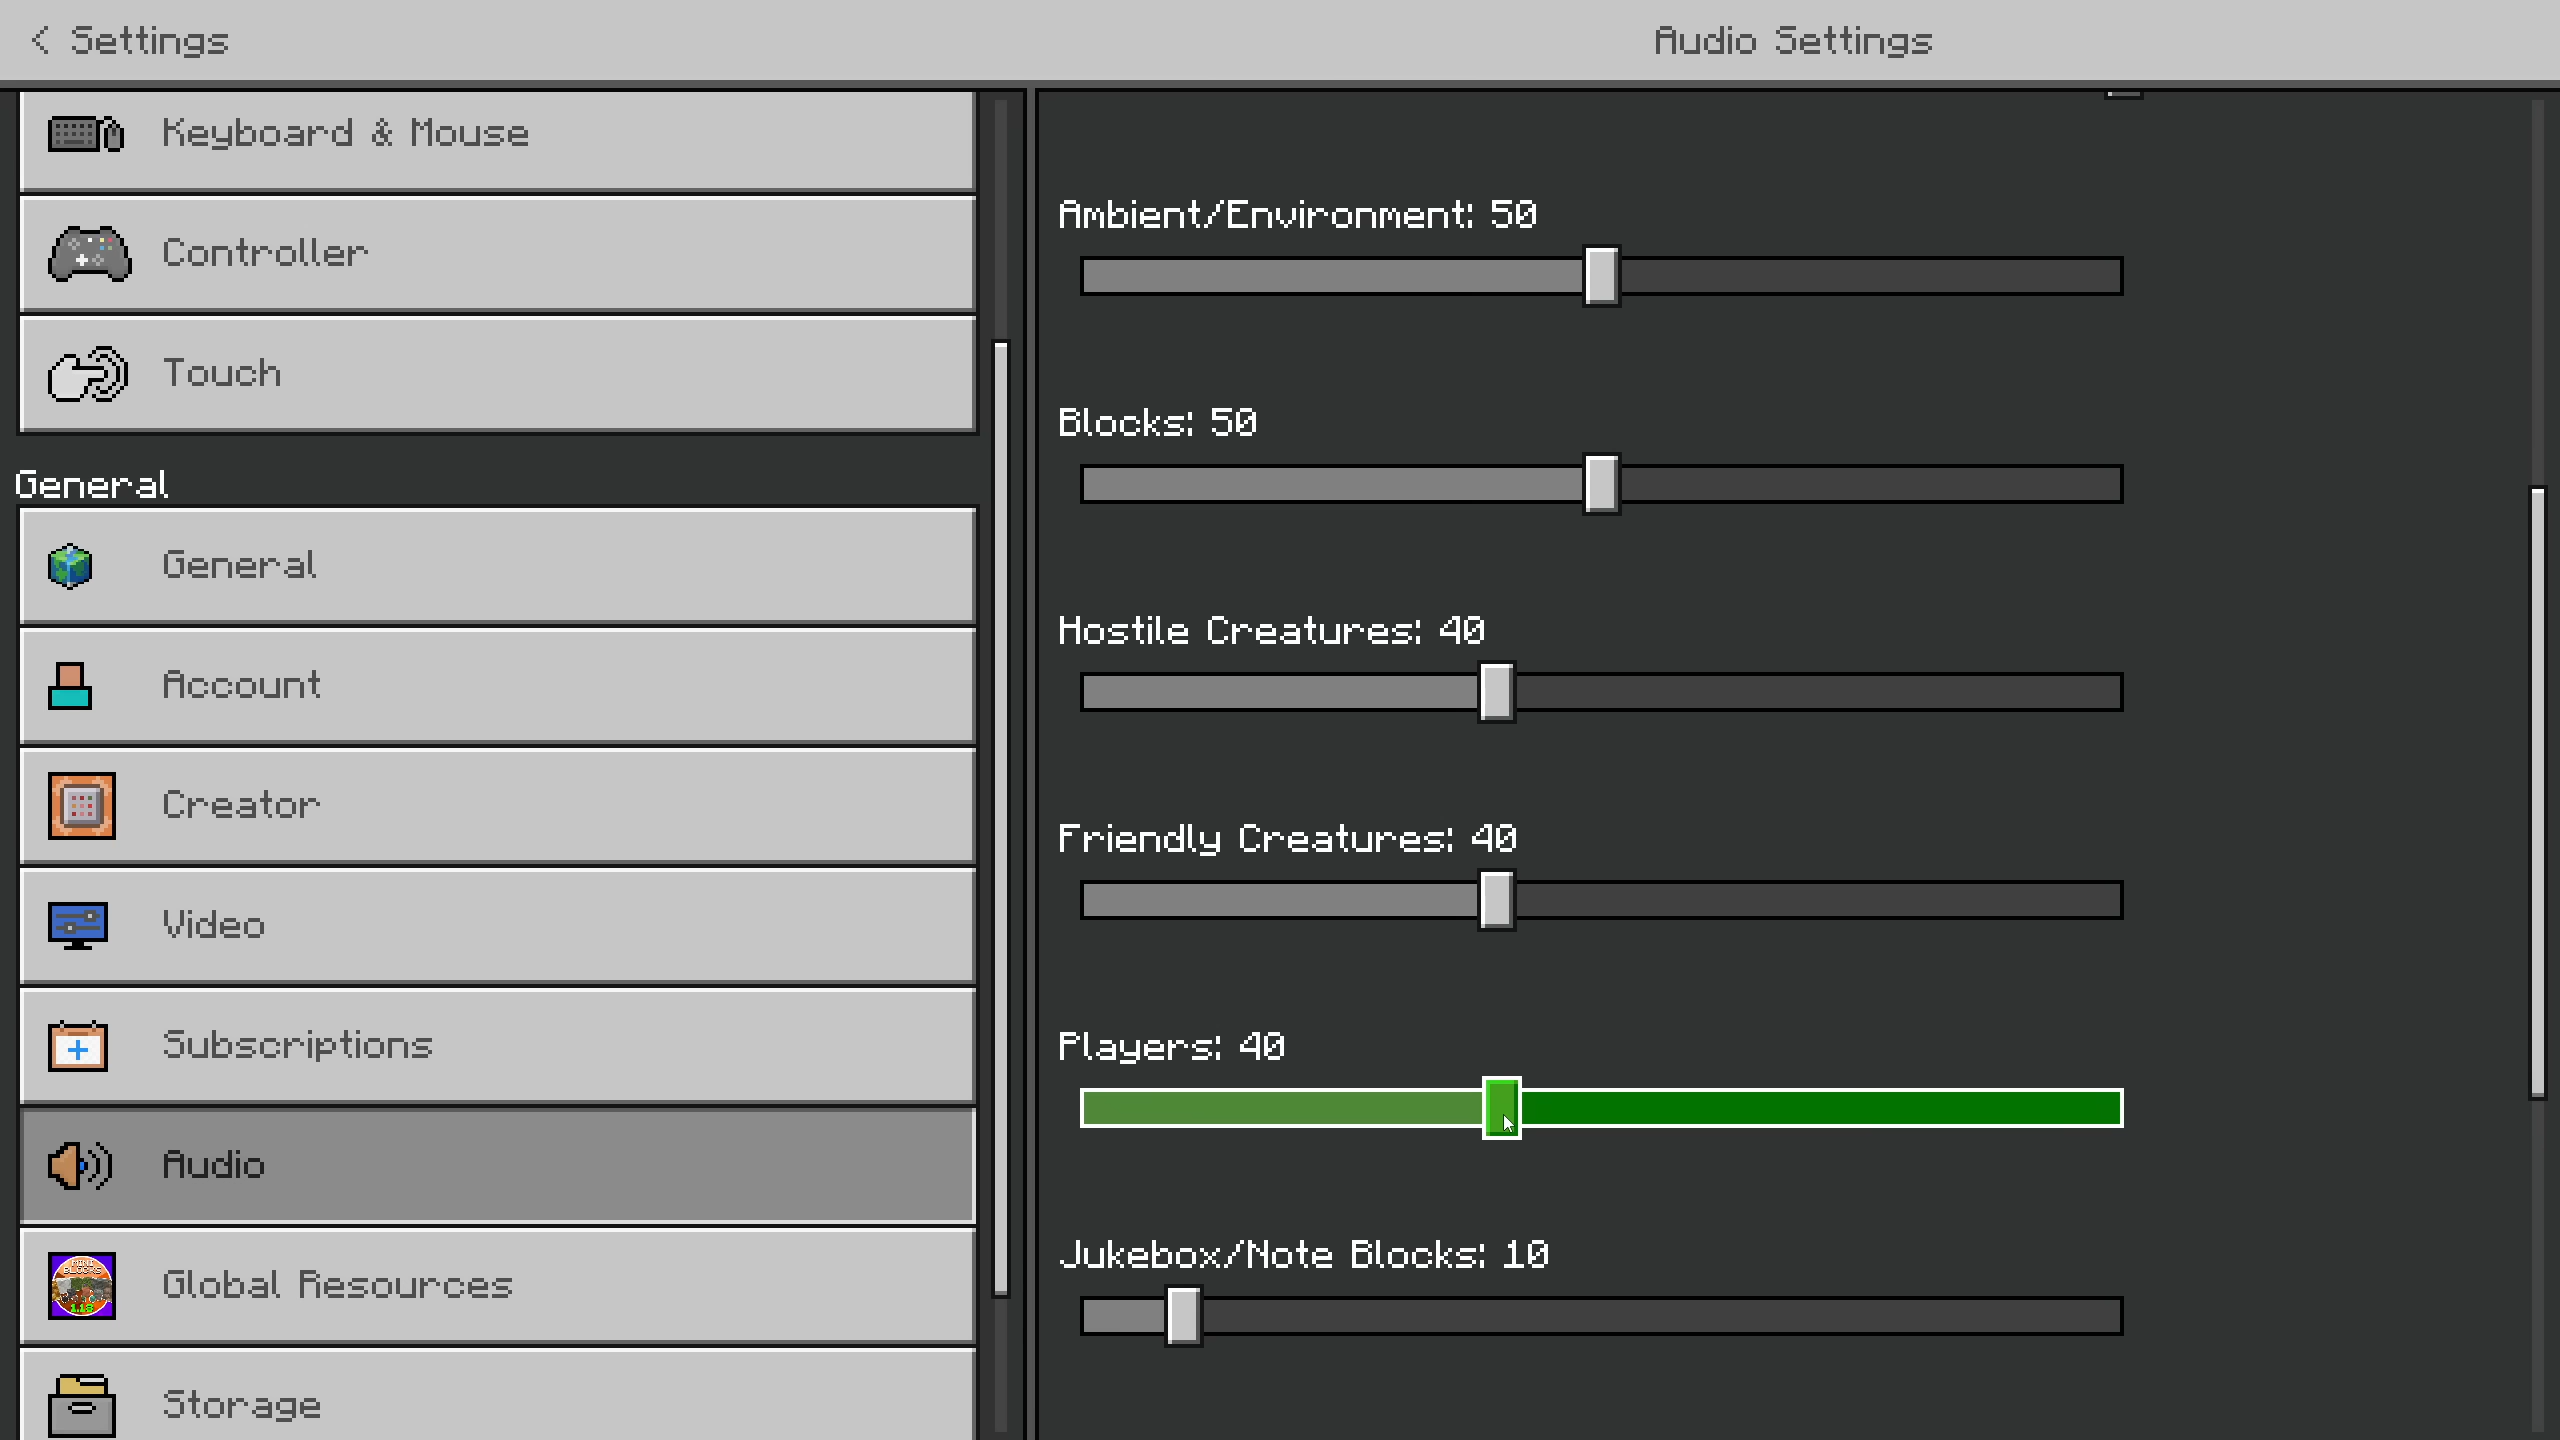 Settings
Audio Settings
Keyboard & Mouse
Controller
Touch
General
General
Account
Creator
Video
Subscriptions
Audio
Global Resources
Storage
Ambient/Environment: 50
Blocks: 50
Hostile Creatures: 40
Friendly Creatures: 40
Players: 40
Jukebox/Note Blocks: 10